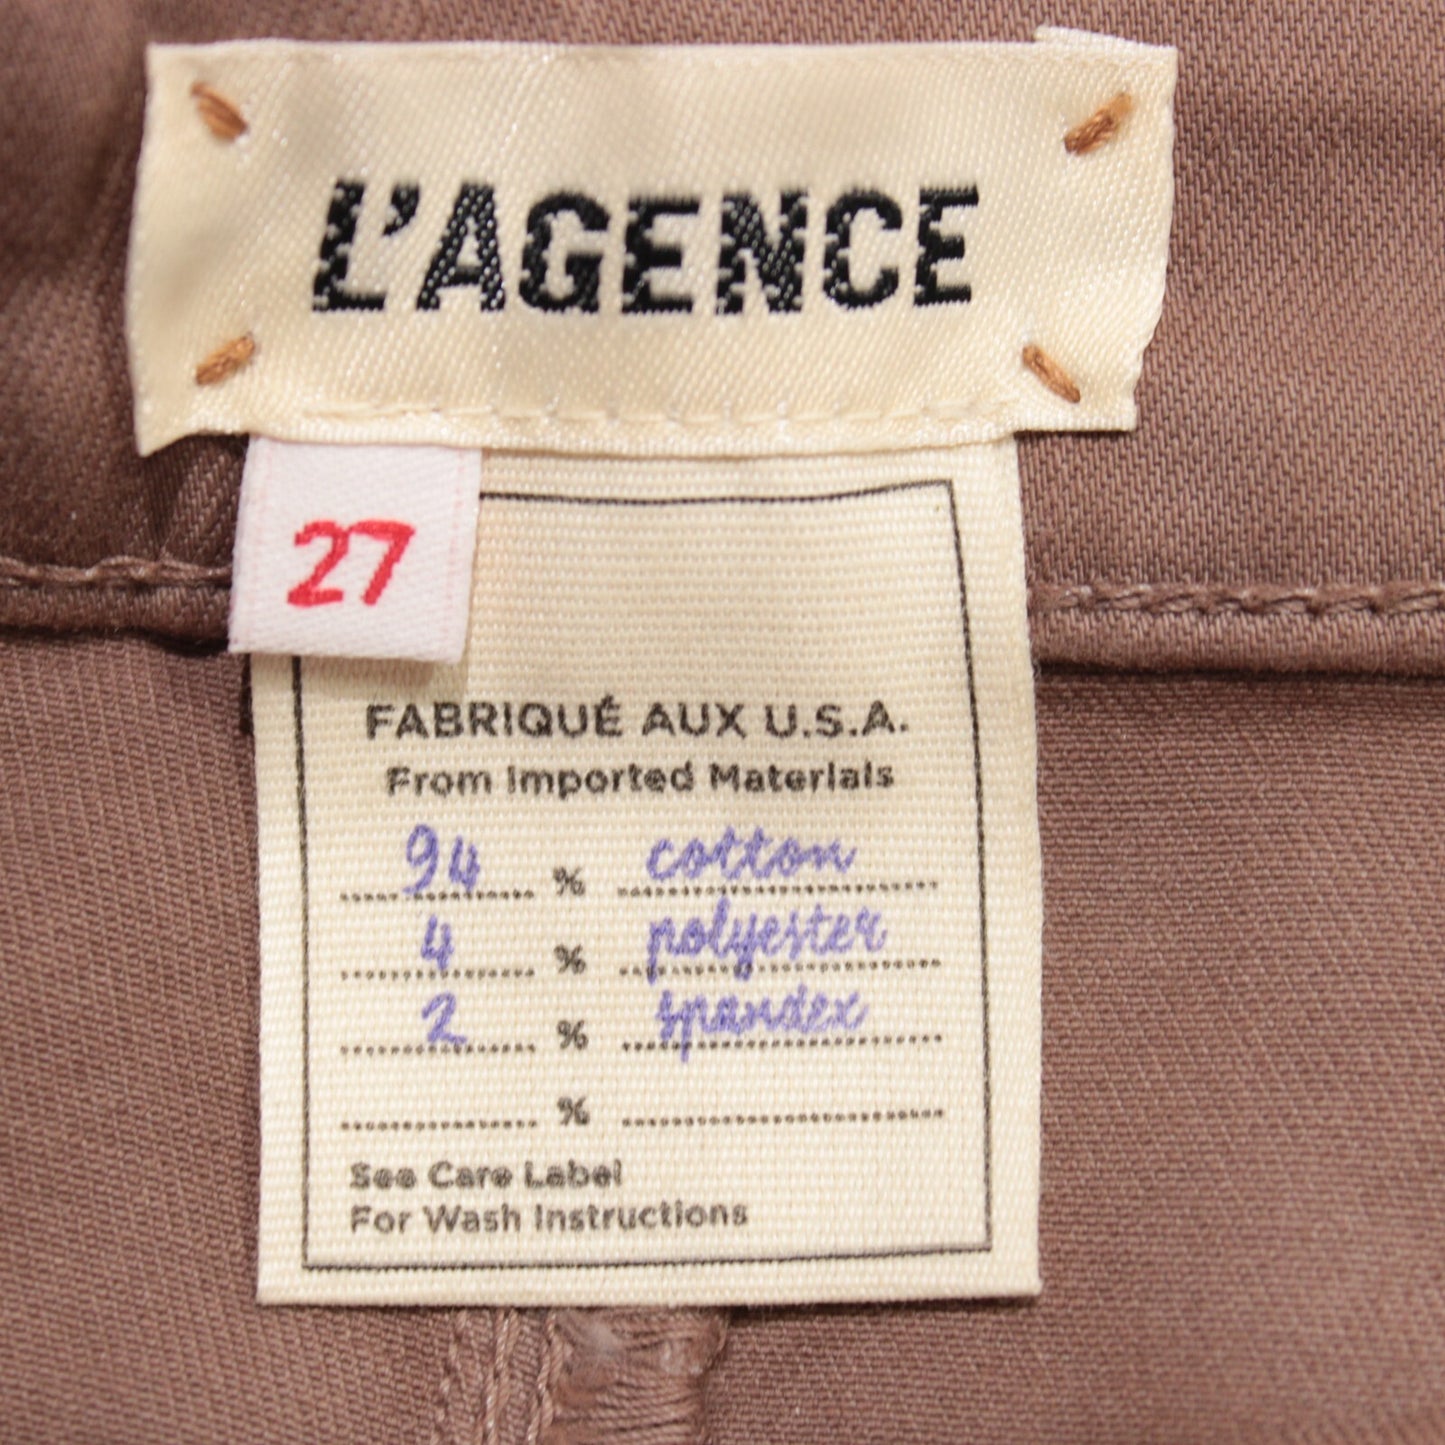 L'AGENCE
27
FABRIQUÉ AUX U.S.A.
From Imported Materials
94 % cotton
4 % polyester
2 % spandex
%
See Care Label
For Wash Instructions